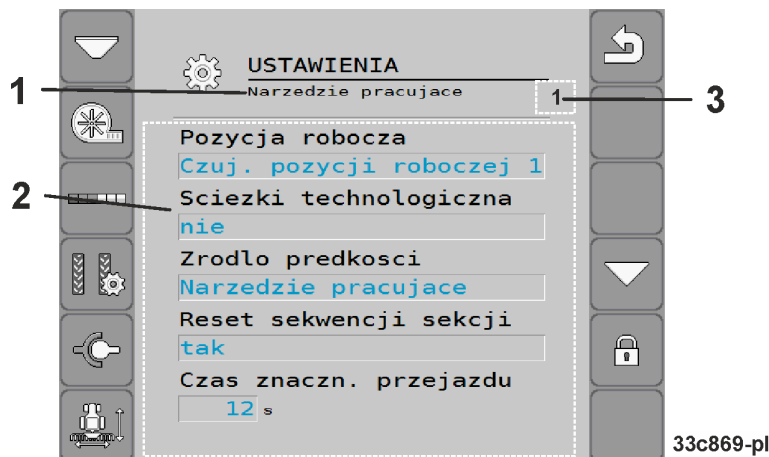 USTAWIENIA
1 Narzedzie pracujace 1 3
Pozycja robocza
Czuj. pozycji roboczej 1
2 Sciezki technologiczna
nie
Zrodlo predkosci
Narzedzie pracujace
Reset sekwencji sekcji
tak
Czas znaczn. przejazdu
12 s
33c869-pl